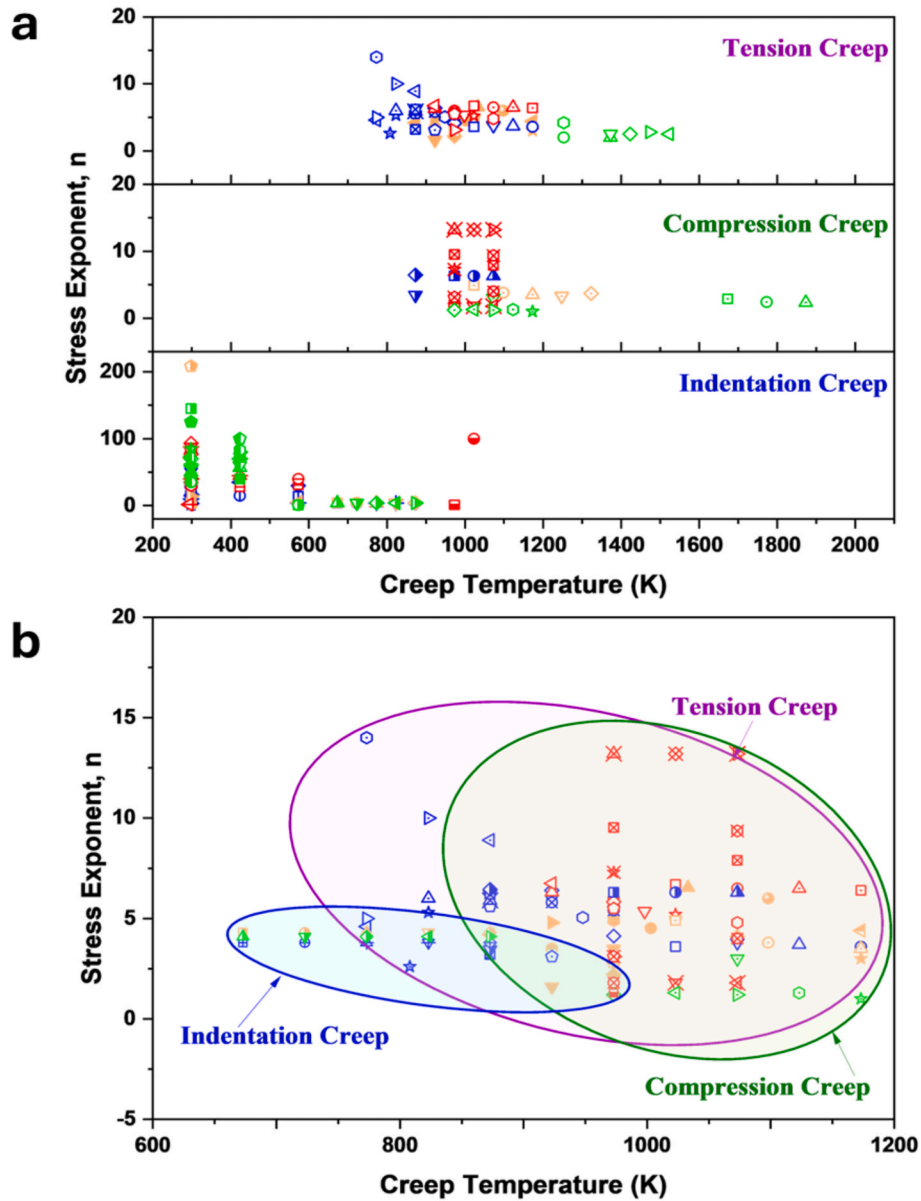 a
20
Tension Creep
10
0
20
Compression Creep
Stress Exponent, n
10
0
200
Indentation Creep
100
0
200 400 600 800 1000 1200 1400 1600 1800 2000
Creep Temperature (K)
b
20
15
Tension Creep
10
Stress Exponent, n
5
Indentation Creep
0
Compression Creep
-5
600 800 1000 1200
Creep Temperature (K)